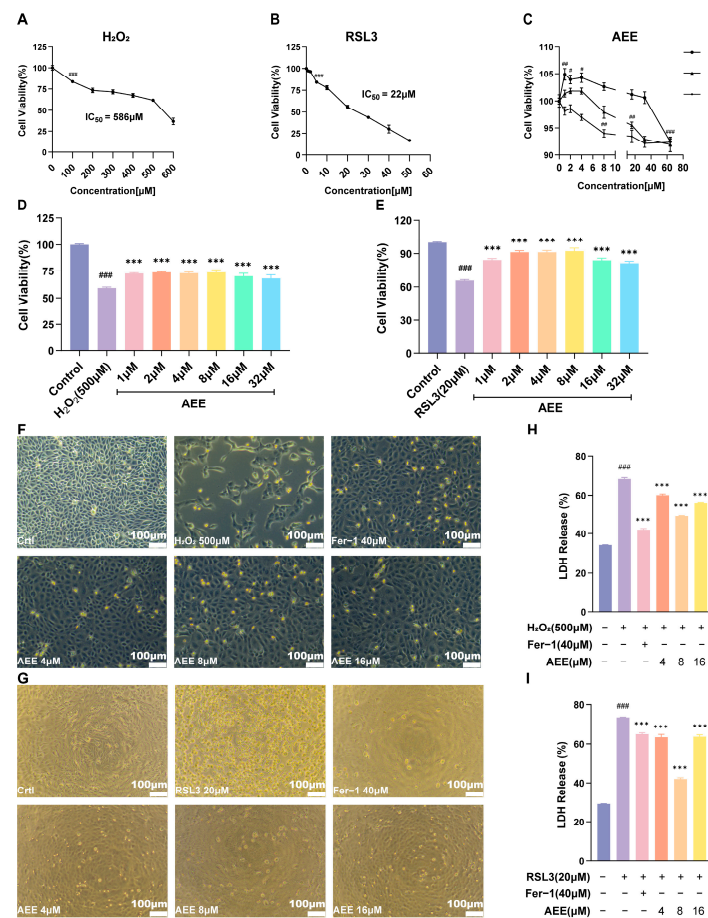 A
H₂O₂
Cell Viability(%)
125
100
75
50
25
0
###
IC₅₀ = 586μM
0
100
200
300
400
500
600
Concentration[μM]
B
RSL3
Cell Viability(%)
125
100
75
50
25
0
***
IC₅₀ = 22μM
0
10
20
30
40
50
60
Concentration[μM]
C
AEE
Cell Viability(%)
110
105
100
95
90
##
#
#
##
##
###
0 2 4 6 8 10
20 40 60 80
Concentration[μM]
D
Cell Viability(%)
125
100
75
50
25
0
###
*** *** *** *** *** ***
Control
H₂O₂(500μM)
1μM
2μM
4μM
8μM
16μM
32μM
AEE
E
Cell Viability(%)
120
90
60
30
0
###
*** *** *** *** *** ***
Control
RSL3(20μM)
1μM
2μM
4μM
8μM
16μM
32μM
AEE
F
Crtl 100μm
H₂O₂ 500μM 100μm
Fer−1 40μM 100μm
AEE 4μM 100μm
AEE 8μM 100μm
AEE 16μM 100μm
G
Crtl 100μm
RSL3 20μM 100μm
Fer−1 40μM 100μm
AEE 4μM 100μm
AEE 8μM 100μm
AEE 16μM 100μm
H
LDH Release (%)
80
60
40
20
0
###
*** *** *** ***
H₂O₂(500μM) − + + + + +
Fer-1(40μM) − − + − − −
AEE(μM) − − − 4 8 16
I
LDH Release (%)
80
60
40
20
0
###
*** *** *** ***
RSL3(20μM) − + + + + +
Fer-1(40μM) − − + − − −
AEE(μM) − − − 4 8 16